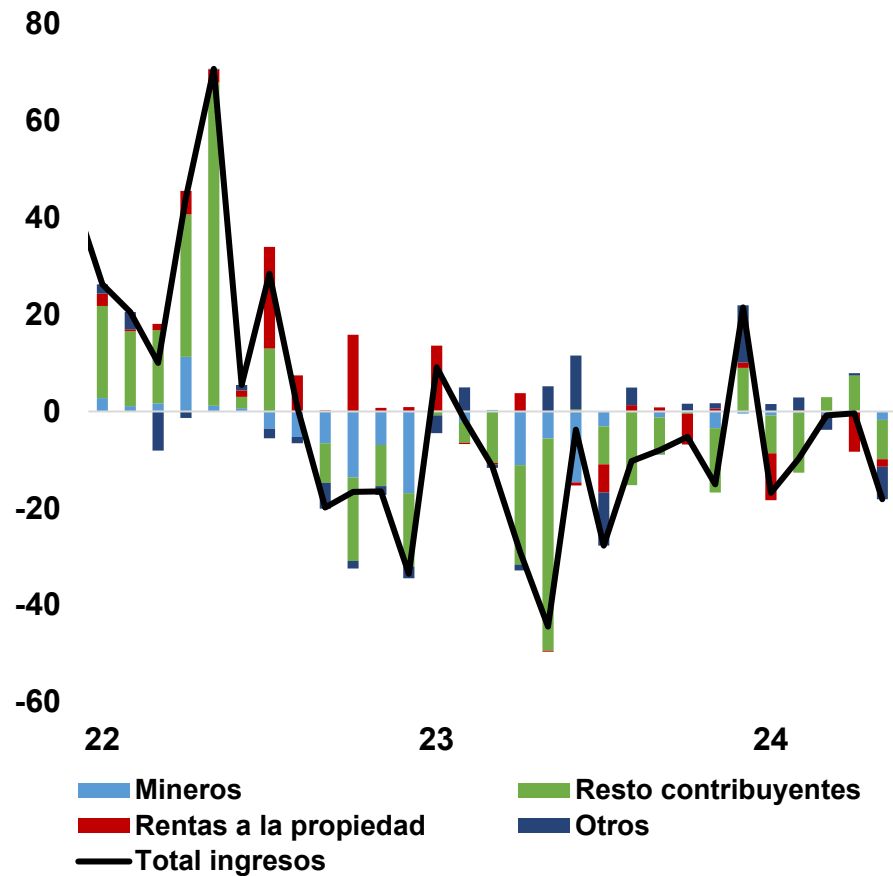 80
60
40
20
0
-20
-40
-60
22 23 24
Mineros Resto contribuyentes
Rentas a la propiedad Otros
Total ingresos